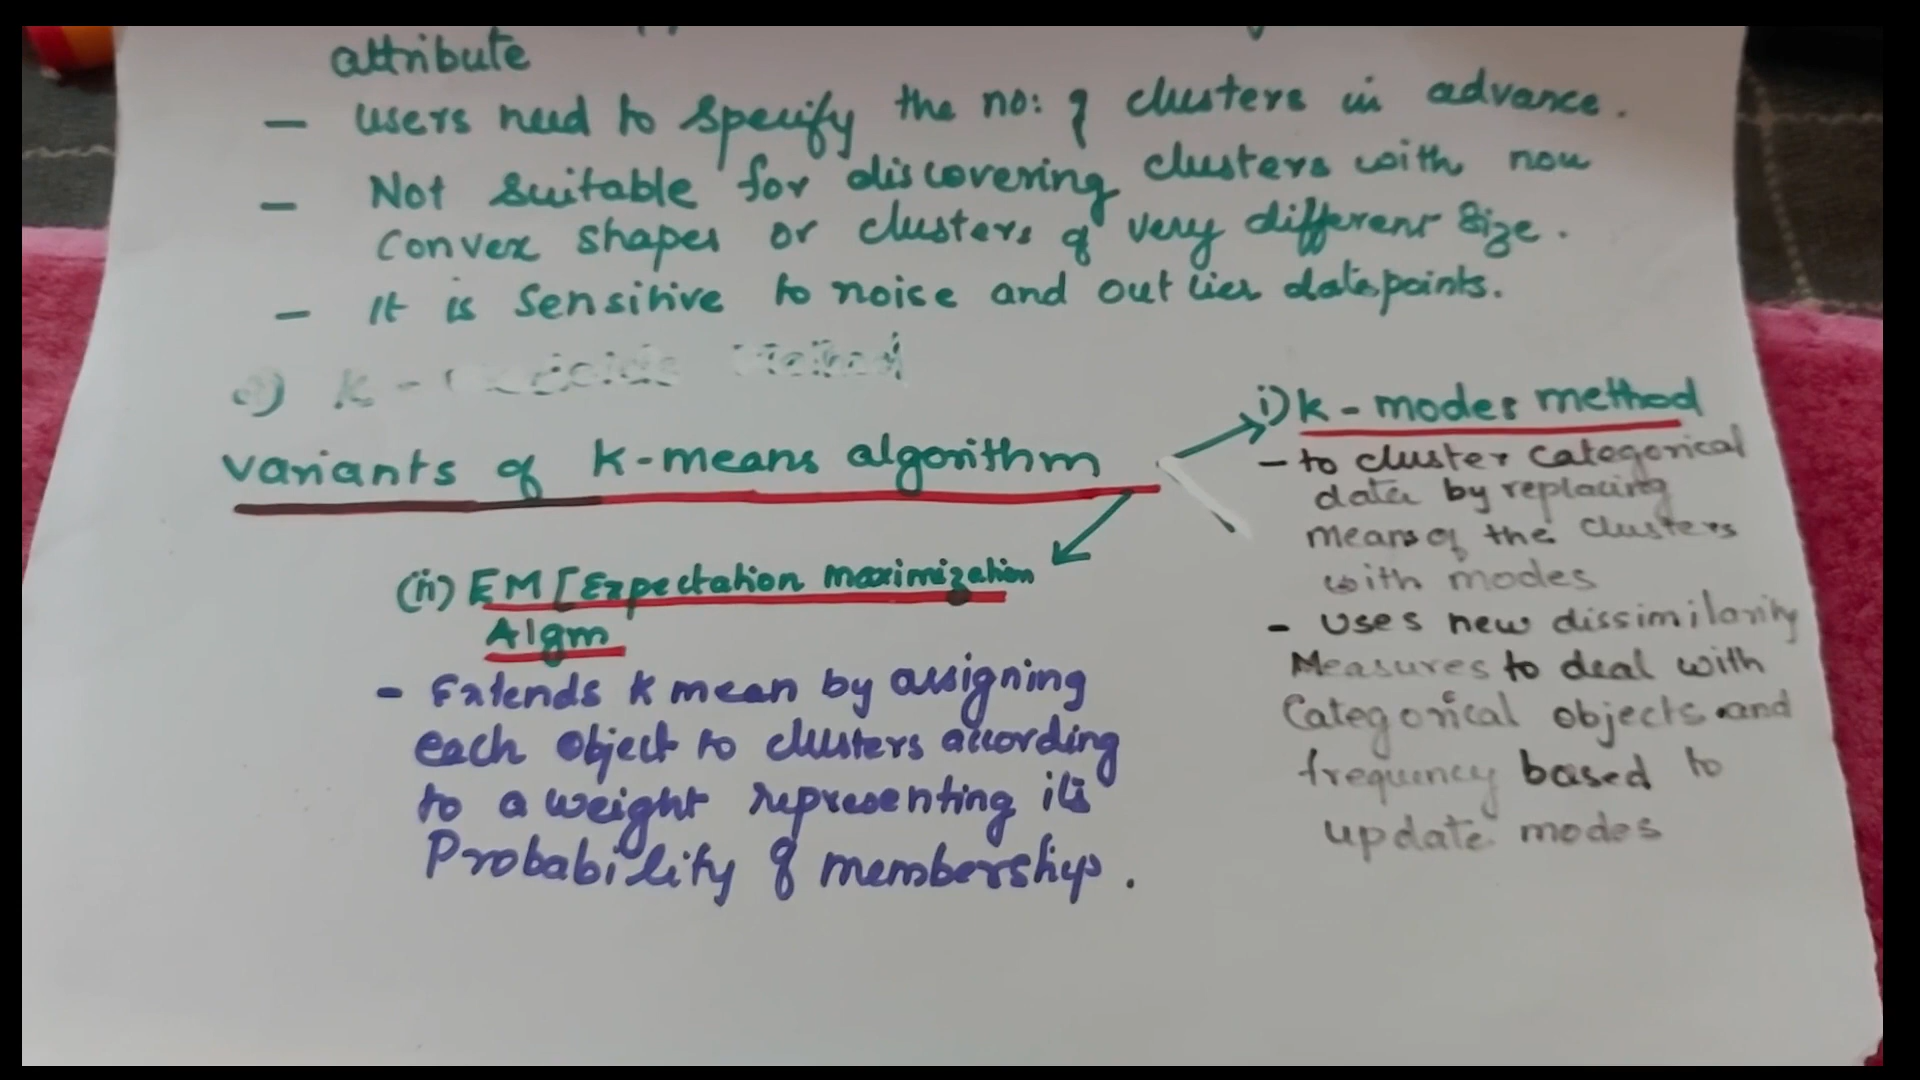 attribute
- users need to specify the no: of clusters in advance.
- Not suitable for discovering clusters with non
convex shapes or clusters of very different size.
- It is sensitive to noise and outlier datapoints.
variants of k-means algorithm
i) k-modes method
- to cluster categorical
data by replacing
means of the clusters
with modes
- uses new dissimilarity
Measures to deal with
Categorical objects and
frequency based to
update modes
(ii) EM [Expectation maximization
Algm
- Extends k mean by assigning
each object to clusters according
to a weight representing its
Probability of memberships.